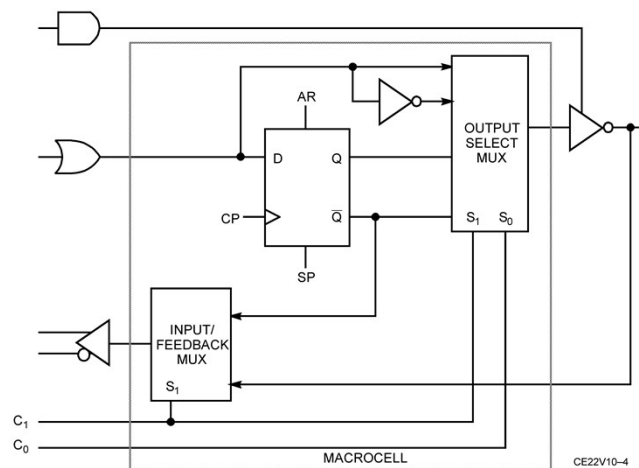 AR
D Q
OUTPUT
SELECT
MUX
CP
Q̅
S₁ S₀
SP
INPUT/
FEEDBACK
MUX
S₁
C₁
C₀
MACROCELL
CE22V10–4